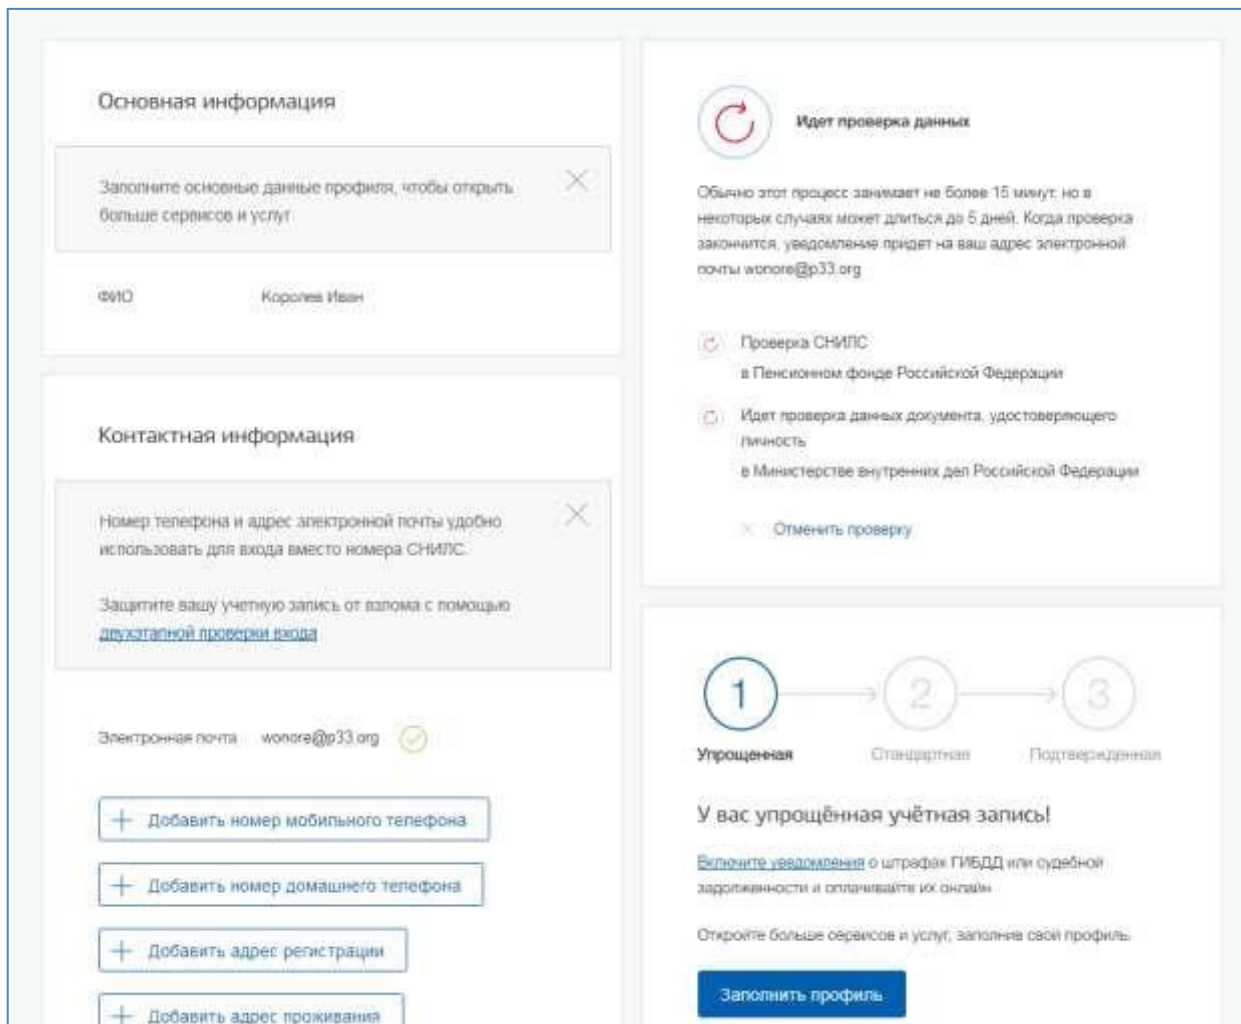 Основная информация
Заполните основные данные профиля, чтобы открыть
больше сервисов и услуг
ФИО Королев Иван
Контактная информация
Номер телефона и адрес электронной почты удобно
использовать для входа вместо номера СНИЛС.
Защитите вашу учетную запись от взлома с помощью
двухэтапной проверки входа
Электронная почта wonore@p33.org
Добавить номер мобильного телефона
Добавить номер домашнего телефона
Добавить адрес регистрации
Добавить адрес проживания
Идет проверка данных
Обычно этот процесс занимает не более 15 минут, но в
некоторых случаях может длиться до 5 дней. Когда проверка
закончится, уведомление придет на ваш адрес электронной
почты wonore@p33.org
Проверка СНИЛС
в Пенсионном фонде Российской Федерации
Идет проверка данных документа, удостоверяющего
личность
в Министерстве внутренних дел Российской Федерации
Отменить проверку
1 2 3
Упрощенная Стандартная Подтвержденная
У вас упрощённая учётная запись!
Включите уведомления о штрафах ГИБДД или судебной
задолженности и оплачивайте их онлайн
Откройте больше сервисов и услуг, заполнив свой профиль.
Заполнить профиль